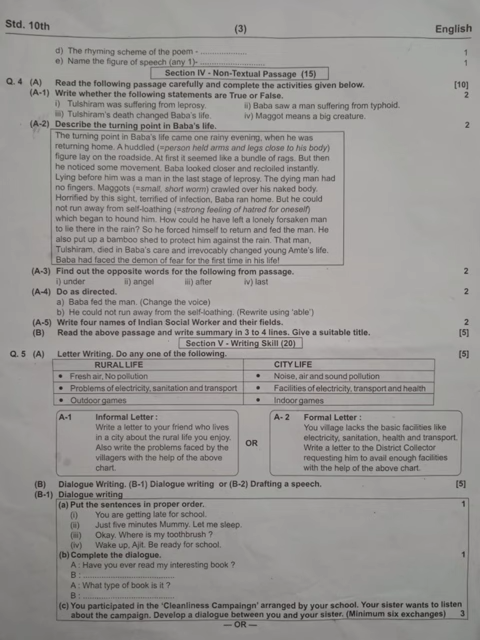 Std. 10th (3) English
d) The rhyming scheme of the poem - .................. 1
e) Name the figure of speech (any 1)- .......................... 1
Section IV - Non-Textual Passage (15)
Q. 4 (A) Read the following passage carefully and complete the activities given below. [10]
(A-1) Write whether the following statements are True or False. 2
i) Tulshiram was suffering from leprosy. ii) Baba saw a man suffering from typhoid.
iii) Tulshiram's death changed Baba's life. iv) Maggot means a big creature.
(A-2) Describe the turning point in Baba's life. 2
The turning point in Baba's life came one rainy evening, when he was
returning home. A huddled (=person held arms and legs close to his body)
figure lay on the roadside. At first it seemed like a bundle of rags. But then
he noticed some movement. Baba looked closer and recloiled instantly.
Lying before him was a man in the last stage of leprosy. The dying man had
no fingers. Maggots (=small, short worm) crawled over his naked body.
Horrified by this sight, terrified of infection, Baba ran home. But he could
not run away from self-loathing (=strong feeling of hatred for oneself)
which began to hound him. How could he have left a lonely forsaken man
to lie there in the rain? So he forced himself to return and fed the man. He
also put up a bamboo shed to protect him against the rain. That man,
Tulshiram, died in Baba's care and irrevocably changed young Amte's life.
Baba had faced the demon of fear for the first time in his life!
(A-3) Find out the opposite words for the following from passage. 2
i) under ii) angel iii) after iv) last
(A-4) Do as directed. 2
a) Baba fed the man. (Change the voice)
b) He could not run away from the self-loathing. (Rewrite using 'able')
(A-5) Write four names of Indian Social Worker and their fields. 2
(B) Read the above passage and write summary in 3 to 4 lines. Give a suitable title. [5]
Section V - Writing Skill (20)
Q. 5 (A) Letter Writing. Do any one of the following. [5]
RURAL LIFE CITY LIFE
• Fresh air, No pollution • Noise, air and sound pollution
• Problems of electricity, sanitation and transport • Facilities of electricity, transport and health
• Outdoor games • Indoor games
A-1 Informal Letter :
Write a letter to your friend who lives
in a city about the rural life you enjoy.
Also write the problems faced by the
villagers with the help of the above
chart.
OR
A- 2 Formal Letter :
You village lacks the basic facilities like
electricity, sanitation, health and transport.
Write a letter to the District Collector
requesting him to avail enough facilities
with the help of the above chart.
(B) Dialogue Writing. (B-1) Dialogue writing or (B-2) Drafting a speech. [5]
(B-1) Dialogue writing
(a) Put the sentences in proper order. 1
(i) You are getting late for school.
(ii) Just five minutes Mummy. Let me sleep.
(iii) Okay. Where is my toothbrush ?
(iv) Wake up, Ajit. Be ready for school.
(b) Complete the dialogue. 1
A : Have you ever read my interesting book ?
B : ..............................
A : What type of book is it ?
B : ..............................
(c) You participated in the 'Cleanliness Campaingn' arranged by your school. Your sister wants to listen
about the campaign. Develop a dialogue between you and your sister. (Minimum six exchanges) 3
— OR —